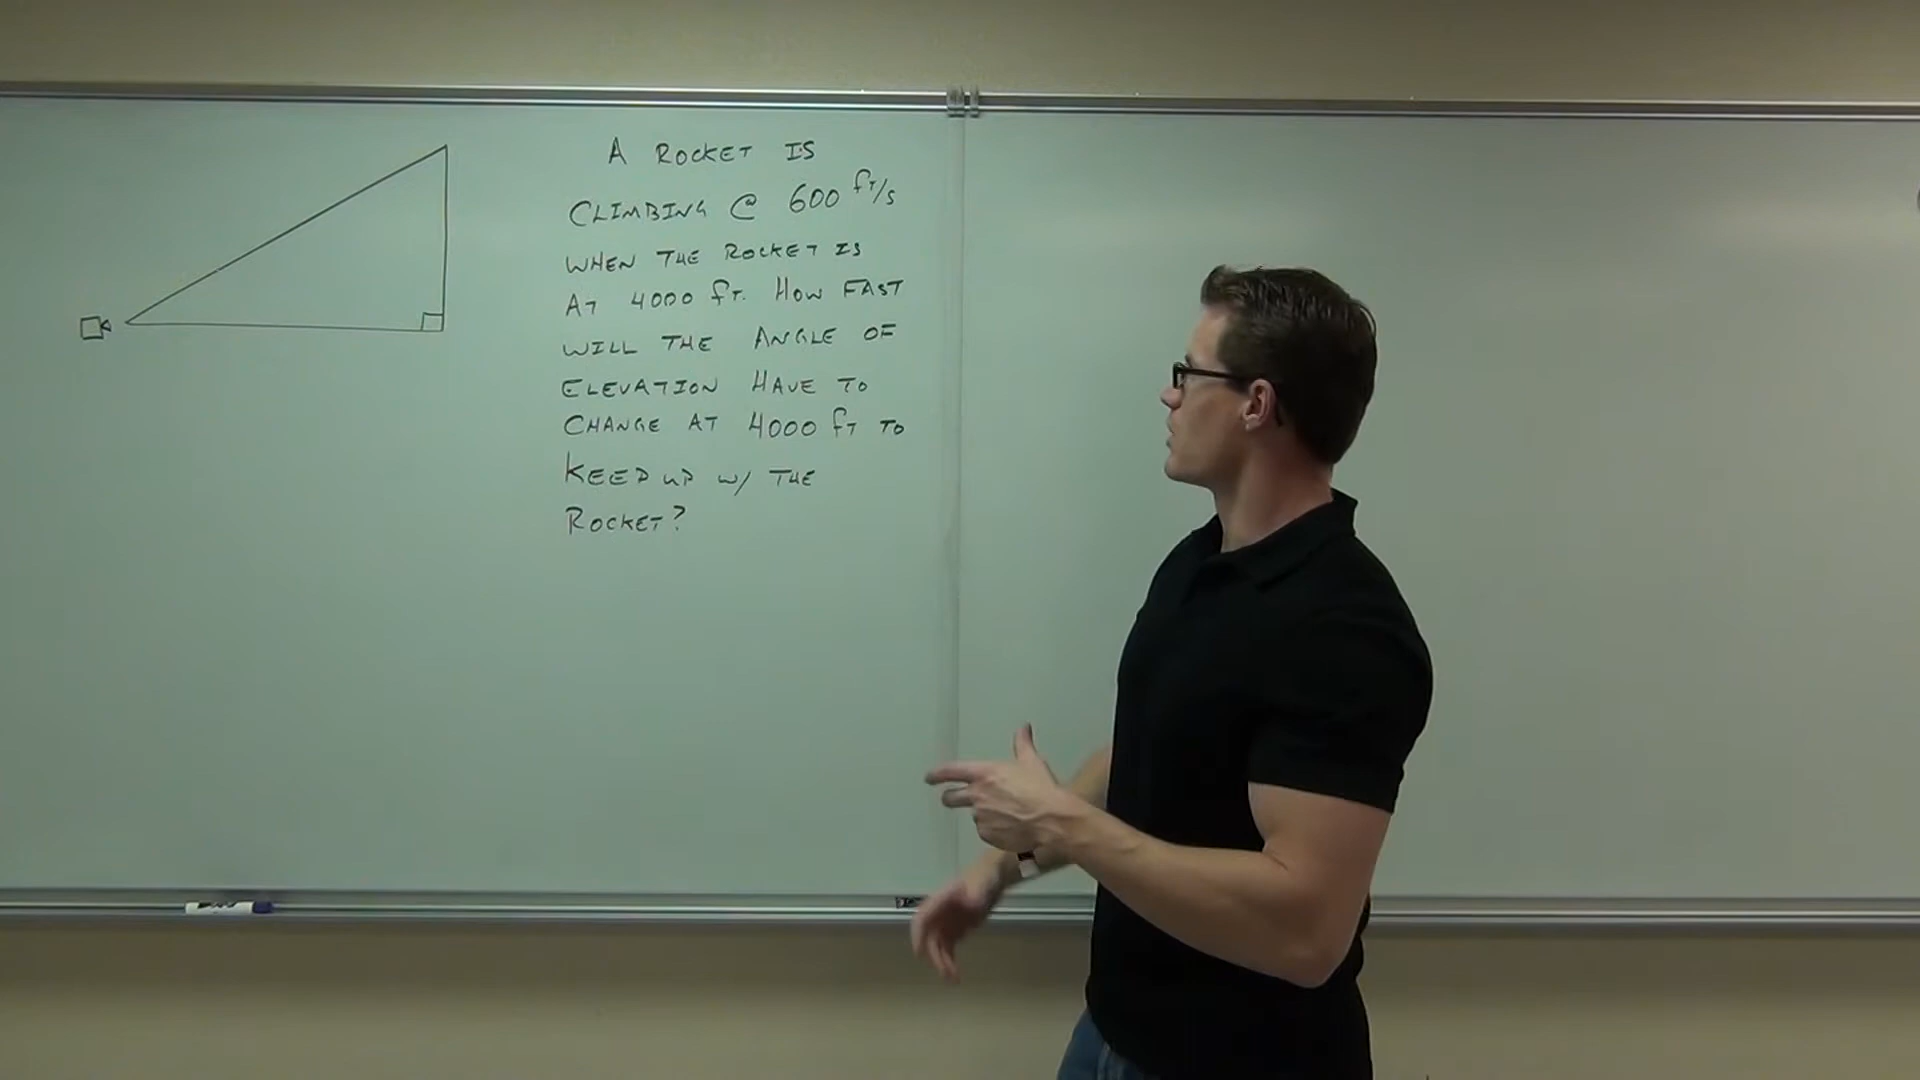 A ROCKET IS
CLIMBING @ 600 ft/s
WHEN THE ROCKET IS
AT 4000 ft. HOW FAST
WILL THE ANGLE OF
ELEVATION HAVE TO
CHANGE AT 4000 ft TO
KEEP UP W/ THE
ROCKET?